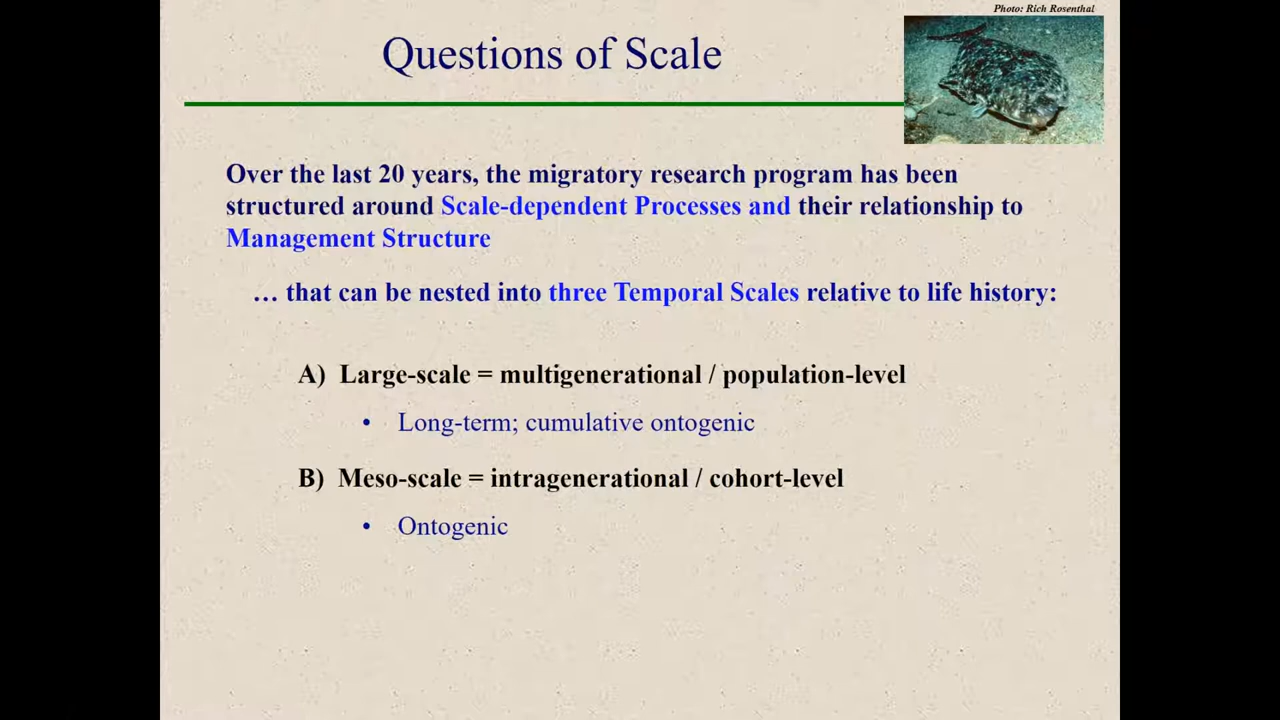 Photo: Rich Rosenthal
Questions of Scale
Over the last 20 years, the migratory research program has been
structured around Scale-dependent Processes and their relationship to
Management Structure
… that can be nested into three Temporal Scales relative to life history:
A) Large-scale = multigenerational / population-level
• Long-term; cumulative ontogenic
B) Meso-scale = intragenerational / cohort-level
• Ontogenic